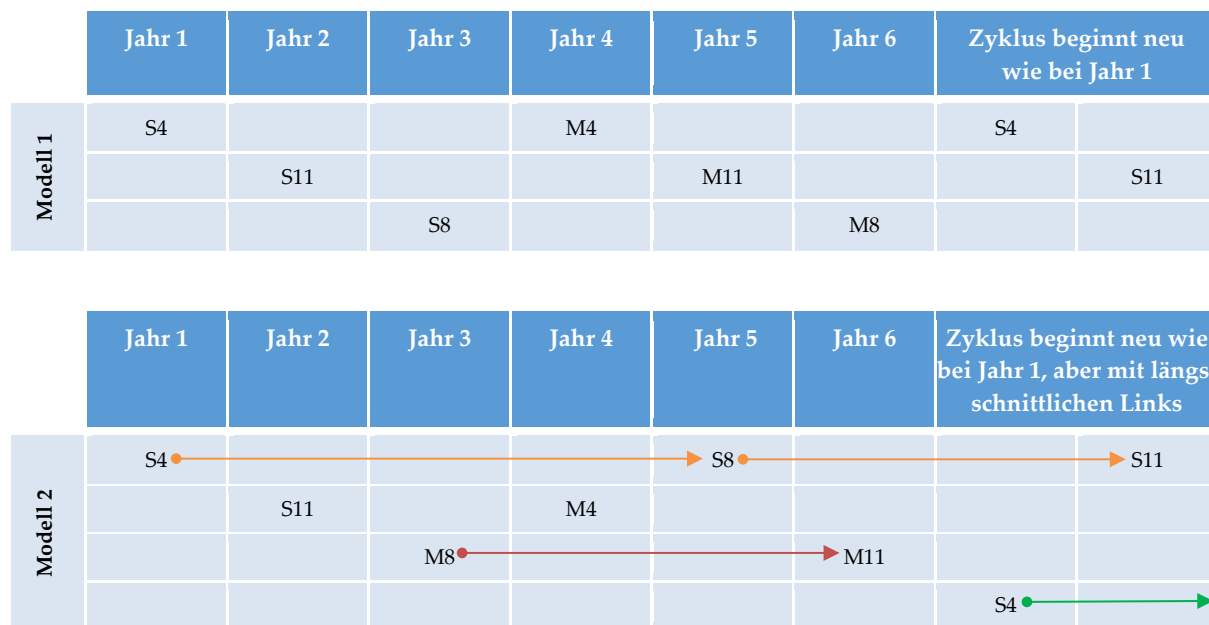 Jahr 1 Jahr 2 Jahr 3 Jahr 4 Jahr 5 Jahr 6 Zyklus beginnt neu
wie bei Jahr 1
Modell 1
S4 M4 S4
S11 M11 S11
S8 M8
Jahr 1 Jahr 2 Jahr 3 Jahr 4 Jahr 5 Jahr 6 Zyklus beginnt neu wie
bei Jahr 1, aber mit längs
schnittlichen Links
Modell 2
S4 S8 S11
S11 M4
M8 M11
S4